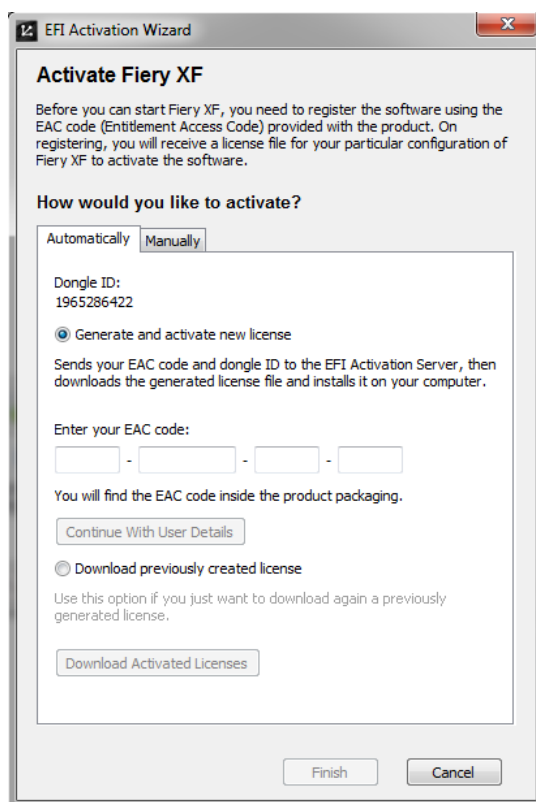 EFI Activation Wizard
Activate Fiery XF
Before you can start Fiery XF, you need to register the software using the
EAC code (Entitlement Access Code) provided with the product. On
registering, you will receive a license file for your particular configuration of
Fiery XF to activate the software.
How would you like to activate?
Automatically Manually
Dongle ID:
1965286422
Generate and activate new license
Sends your EAC code and dongle ID to the EFI Activation Server, then
downloads the generated license file and installs it on your computer.
Enter your EAC code:
- - -
You will find the EAC code inside the product packaging.
Continue With User Details
Download previously created license
Use this option if you just want to download again a previously
generated license.
Download Activated Licenses
Finish Cancel